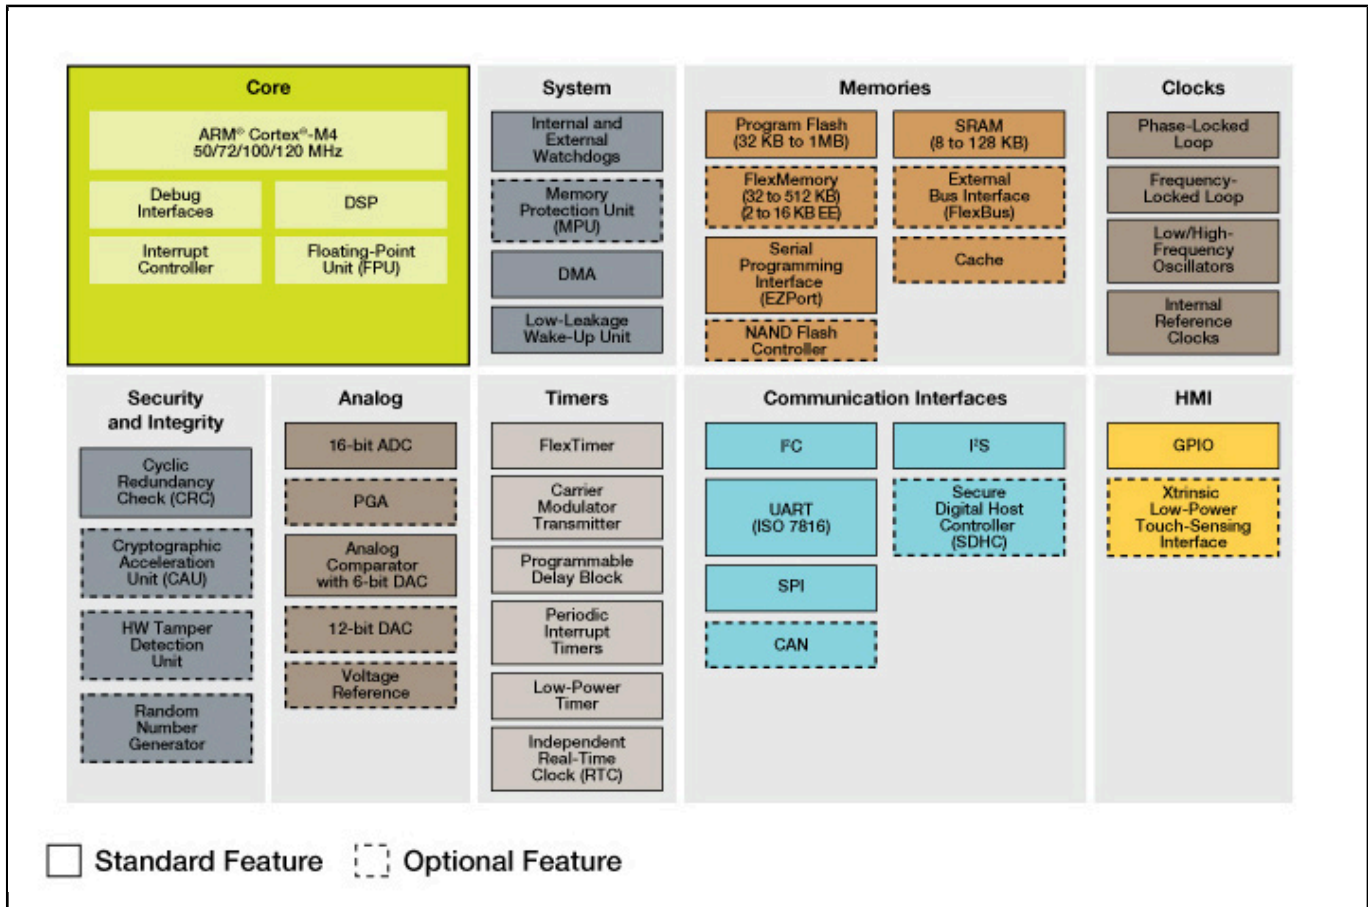 Core
ARM® Cortex®-M4
50/72/100/120 MHz
Debug
Interfaces
DSP
Interrupt
Controller
Floating-Point
Unit (FPU)
System
Internal and
External
Watchdogs
Memory
Protection Unit
(MPU)
DMA
Low-Leakage
Wake-Up Unit
Memories
Program Flash
(32 KB to 1MB)
SRAM
(8 to 128 KB)
FlexMemory
(32 to 512 KB)
(2 to 16 KB EE)
External
Bus Interface
(FlexBus)
Serial
Programming
Interface
(EZPort)
Cache
NAND Flash
Controller
Clocks
Phase-Locked
Loop
Frequency-
Locked Loop
Low/High-
Frequency
Oscillators
Internal
Reference
Clocks
Security
and Integrity
Cyclic
Redundancy
Check (CRC)
Cryptographic
Acceleration
Unit (CAU)
HW Tamper
Detection
Unit
Random
Number
Generator
Analog
16-bit ADC
PGA
Analog
Comparator
with 6-bit DAC
12-bit DAC
Voltage
Reference
Timers
FlexTimer
Carrier
Modulator
Transmitter
Programmable
Delay Block
Periodic
Interrupt
Timers
Low-Power
Timer
Independent
Real-Time
Clock (RTC)
Communication Interfaces
I²C
I²S
UART
(ISO 7816)
Secure
Digital Host
Controller
(SDHC)
SPI
CAN
HMI
GPIO
Xtrinsic
Low-Power
Touch-Sensing
Interface
Standard Feature
Optional Feature